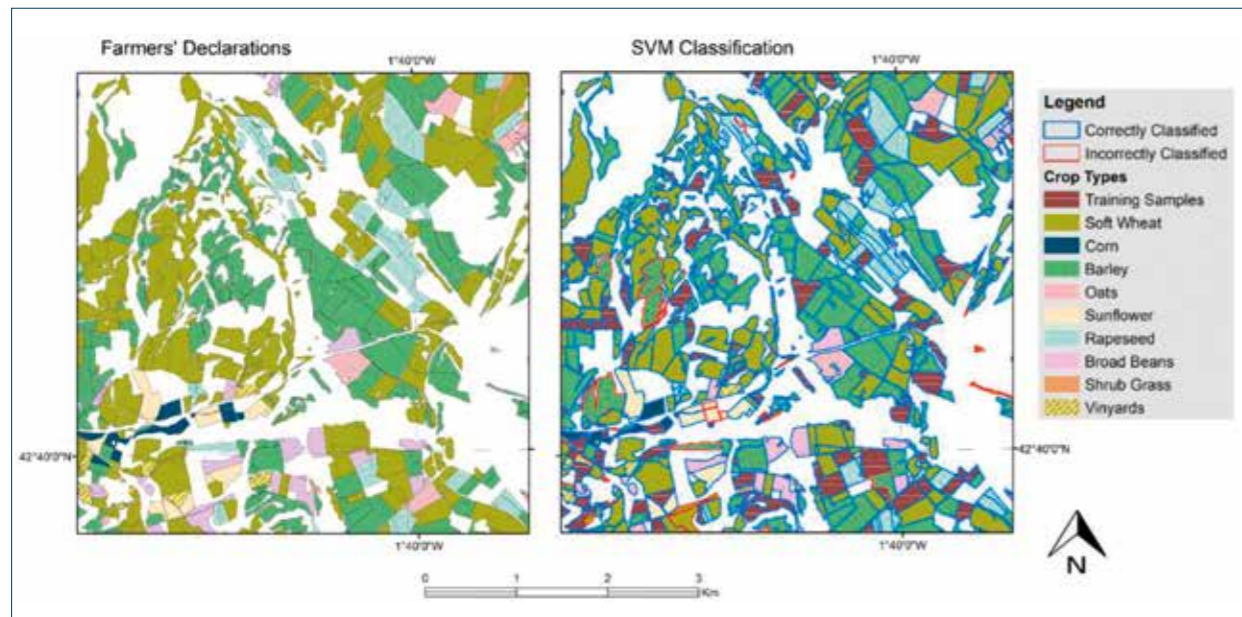 Farmers' Declarations
SVM Classification
1°40'0"W
1°40'0"W
Legend
Correctly Classified
Incorrectly Classified
Crop Types
Training Samples
Soft Wheat
Corn
Barley
Oats
Sunflower
Rapeseed
Broad Beans
Shrub Grass
Vinyards
42°40'0"N
42°40'0"N
1°40'0"W
1°40'0"W
0 1 2 3
Km
N